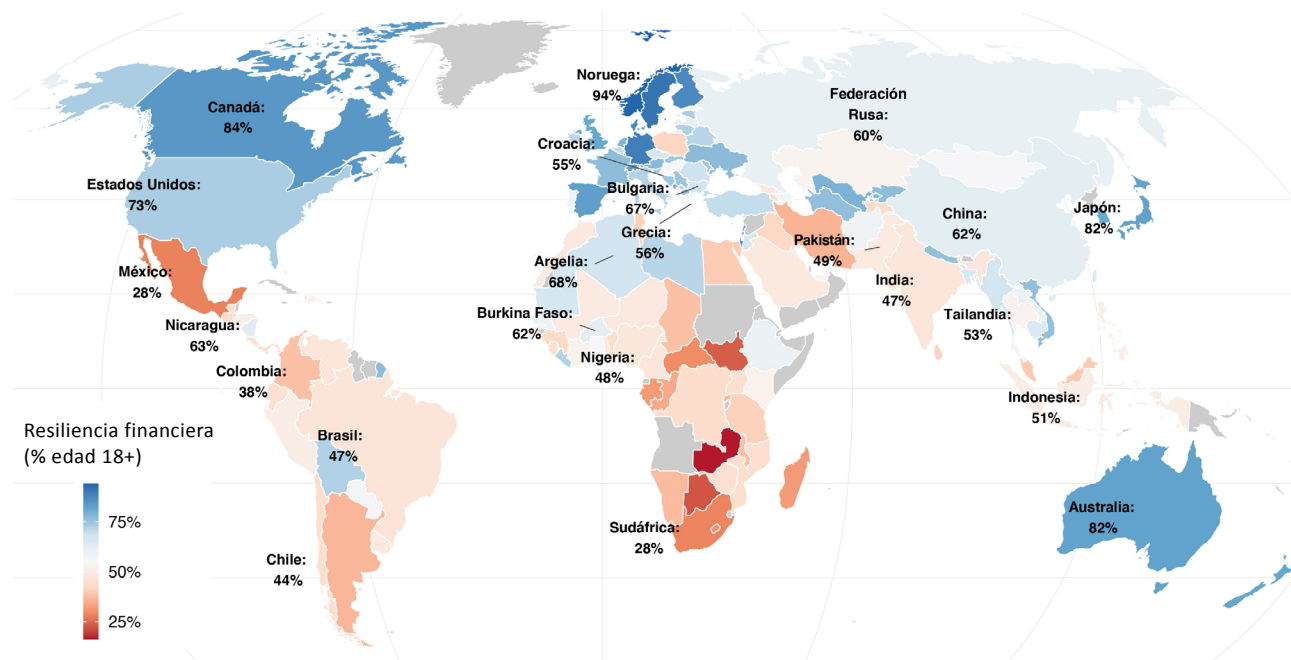 Noruega:
94%
Canadá:
84%
Federación
Rusa:
60%
Croacia:
55%
Estados Unidos:
73%
Bulgaria:
67%
Grecia:
56%
China:
62%
Japón:
82%
Pakistán:
49%
Argelia:
68%
México:
28%
India:
47%
Burkina Faso:
62%
Tailandia:
53%
Nicaragua:
63%
Nigeria:
48%
Colombia:
38%
Indonesia:
51%
Brasil:
47%
Sudáfrica:
28%
Australia:
82%
Chile:
44%
Resiliencia financiera
(% edad 18+)
75%
50%
25%